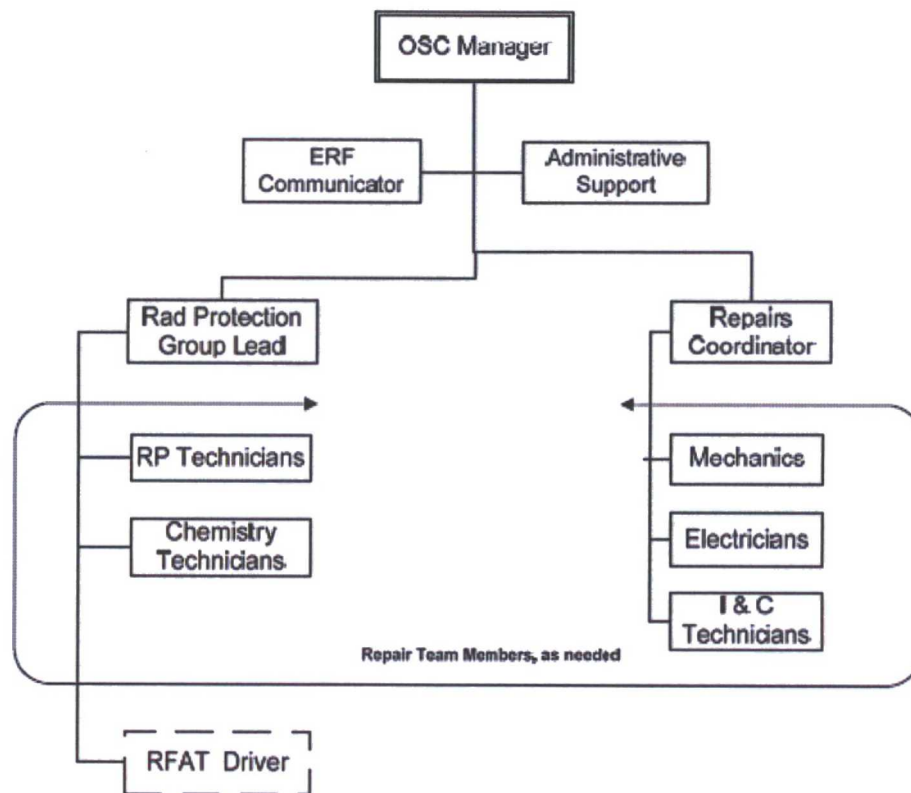 OSC Manager
ERF
Communicator
Administrative
Support
Rad Protection
Group Lead
Repairs
Coordinator
RP Technicians
Chemistry
Technicians
Mechanics
Electricians
I & C
Technicians
Repair Team Members, as needed
RFAT Driver